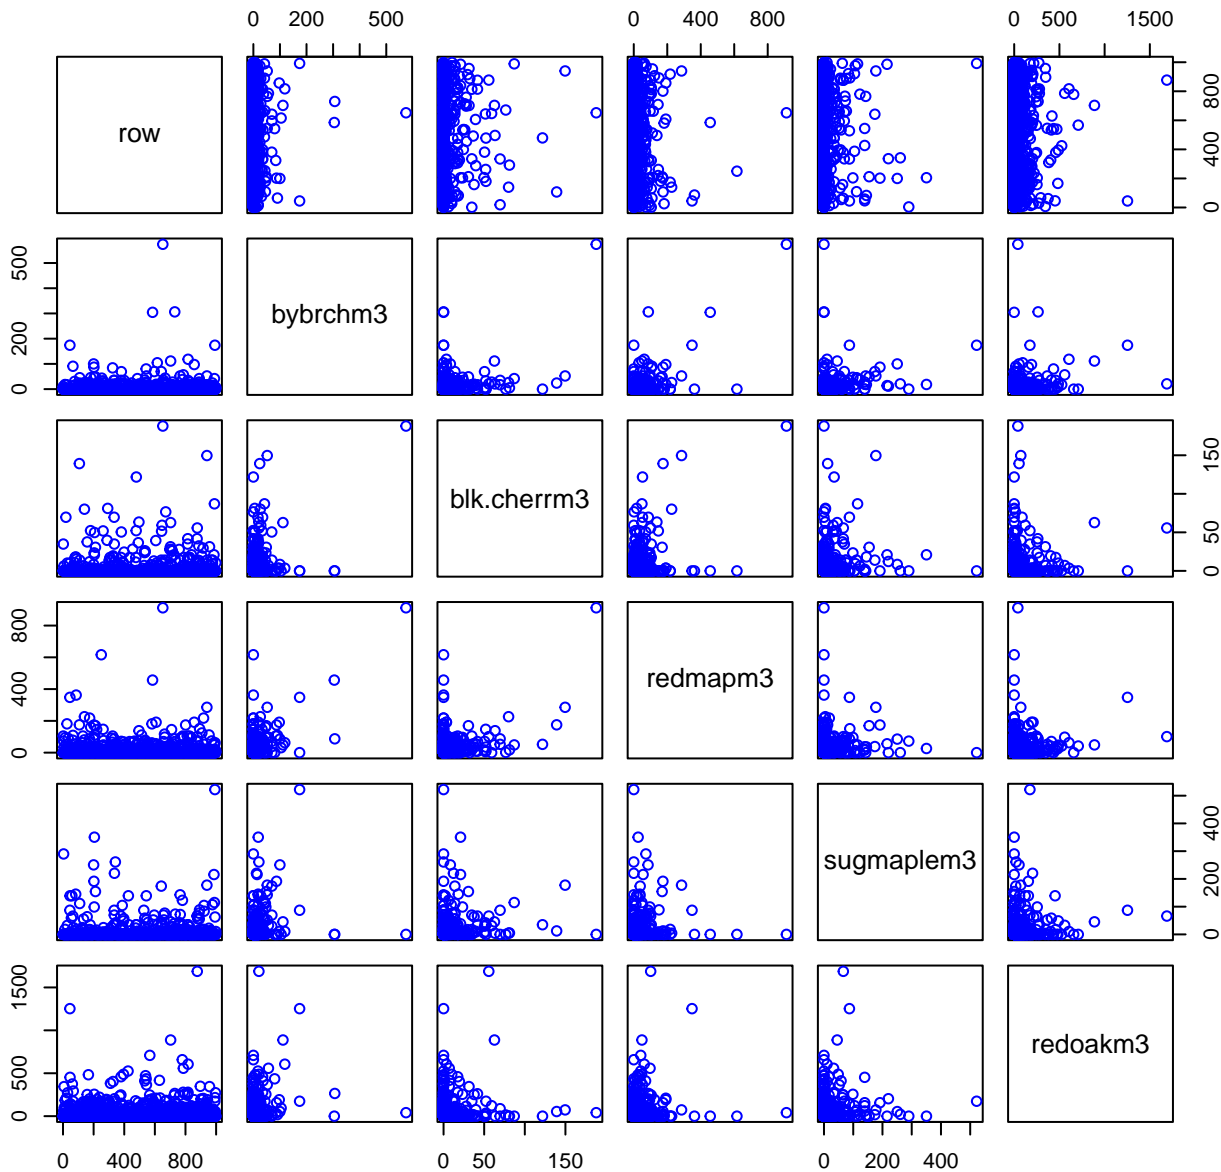 0 200 500 0 400 800 0 500 1500
row 0 400 800
0 200 500 bybrchm3
blk.cherrm3 0 50 150
0 400 800 redmapm3
sugmaplem3 0 200 400
0 500 1500 redoakm3
0 400 800 0 50 150 0 200 400